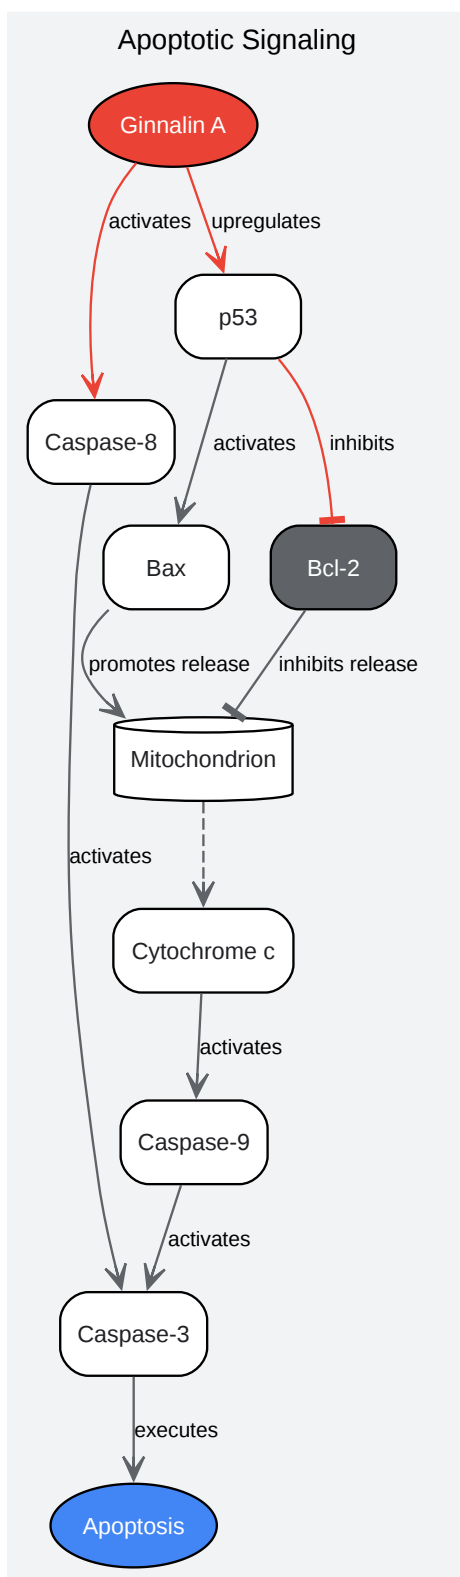 Apoptotic Signaling
Ginnalin A
activates
upregulates
p53
Caspase-8
activates
inhibits
Bax
Bcl-2
promotes release
inhibits release
Mitochondrion
activates
Cytochrome c
activates
Caspase-9
activates
Caspase-3
executes
Apoptosis